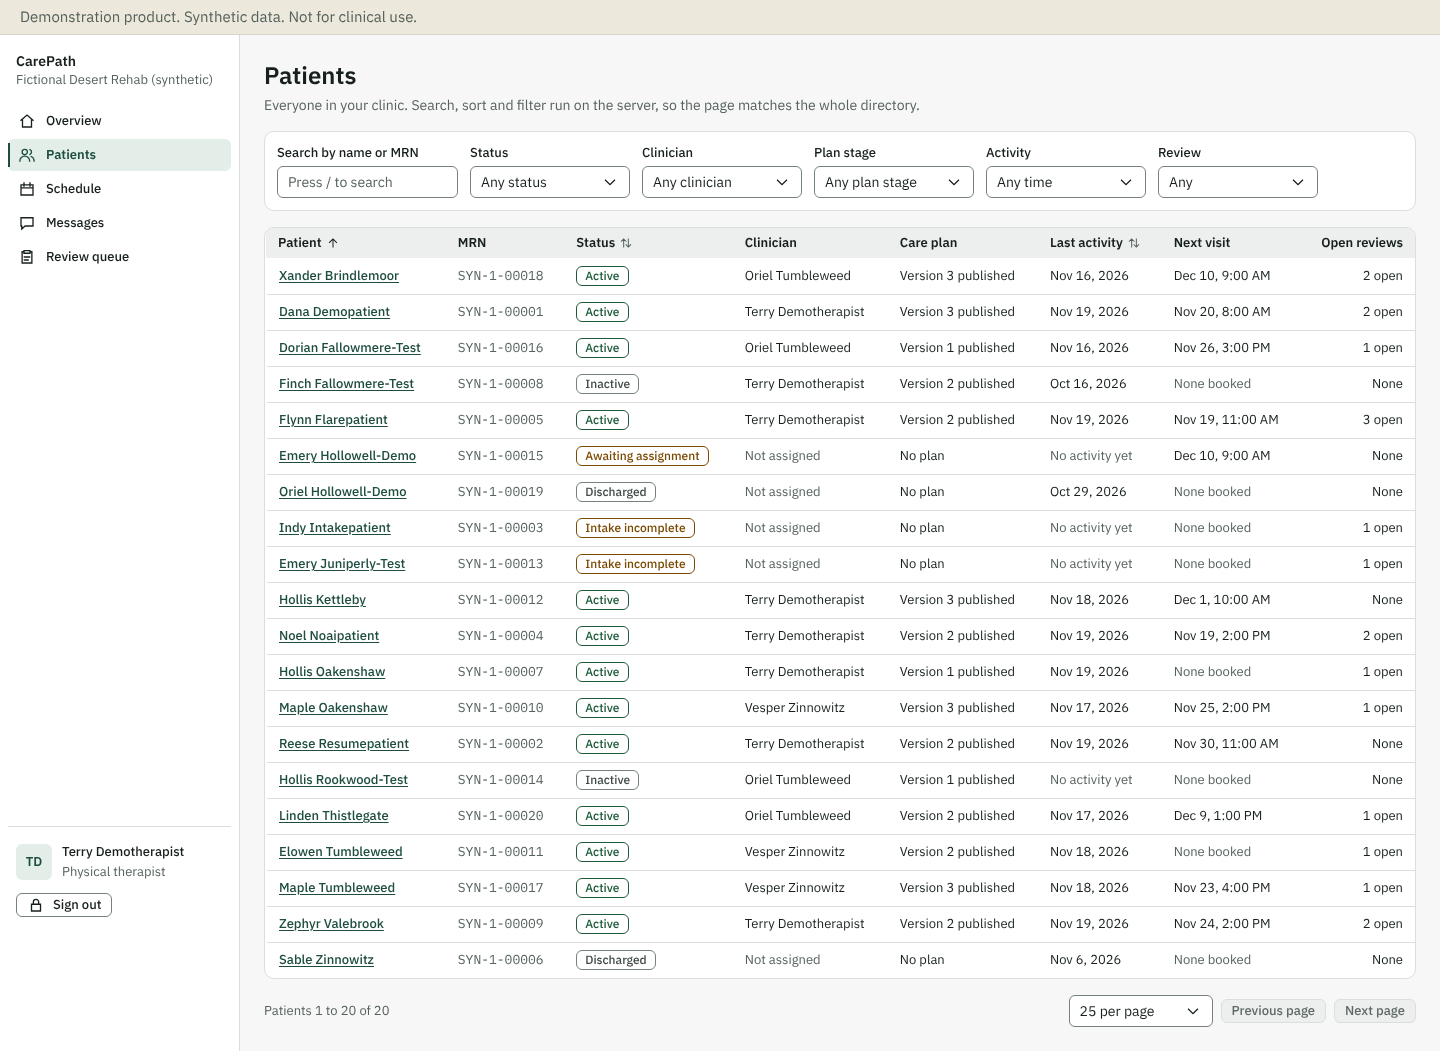 Demonstration product. Synthetic data. Not for clinical use.
CarePath
Fictional Desert Rehab (synthetic)
Overview
Patients
Schedule
Messages
Review queue
Terry Demotherapist
TD
Physical therapist
Sign out
Patients
Everyone in your clinic. Search, sort and filter run on the server, so the page matches the whole directory.
Search by name or MRN Status Clinician Plan stage Activity Review
Press / to search Any status Any clinician Any plan stage Any time Any
Patient MRN Status Clinician Care plan Last activity Next visit Open reviews
Xander Brindlemoor SYN-1-00018 Active Oriel Tumbleweed Version 3 published Nov 16, 2026 Dec 10, 9:00 AM 2 open
Dana Demopatient SYN-1-00001 Active Terry Demotherapist Version 3 published Nov 19, 2026 Nov 20, 8:00 AM 2 open
Dorian Fallowmere-Test SYN-1-00016 Active Oriel Tumbleweed Version 1 published Nov 16, 2026 Nov 26, 3:00 PM 1 open
Finch Fallowmere-Test SYN-1-00008 Inactive Terry Demotherapist Version 2 published Oct 16, 2026 None booked None
Flynn Flarepatient SYN-1-00005 Active Terry Demotherapist Version 2 published Nov 19, 2026 Nov 19, 11:00 AM 3 open
Emery Hollowell-Demo SYN-1-00015 Awaiting assignment Not assigned No plan No activity yet Dec 10, 9:00 AM None
Oriel Hollowell-Demo SYN-1-00019 Discharged Not assigned No plan Oct 29, 2026 None booked None
Indy Intakepatient SYN-1-00003 Intake incomplete Not assigned No plan No activity yet None booked 1 open
Emery Juniperly-Test SYN-1-00013 Intake incomplete Not assigned No plan No activity yet None booked 1 open
Hollis Kettleby SYN-1-00012 Active Terry Demotherapist Version 3 published Nov 18, 2026 Dec 1, 10:00 AM None
Noel Noaipatient SYN-1-00004 Active Terry Demotherapist Version 2 published Nov 19, 2026 Nov 19, 2:00 PM 2 open
Hollis Oakenshaw SYN-1-00007 Active Terry Demotherapist Version 1 published Nov 19, 2026 None booked 1 open
Maple Oakenshaw SYN-1-00010 Active Vesper Zinnowitz Version 3 published Nov 17, 2026 Nov 25, 2:00 PM 1 open
Reese Resumepatient SYN-1-00002 Active Terry Demotherapist Version 2 published Nov 19, 2026 Nov 30, 11:00 AM None
Hollis Rookwood-Test SYN-1-00014 Inactive Oriel Tumbleweed Version 1 published No activity yet None booked None
Linden Thistlegate SYN-1-00020 Active Oriel Tumbleweed Version 2 published Nov 17, 2026 Dec 9, 1:00 PM 1 open
Elowen Tumbleweed SYN-1-00011 Active Vesper Zinnowitz Version 2 published Nov 18, 2026 None booked 1 open
Maple Tumbleweed SYN-1-00017 Active Vesper Zinnowitz Version 3 published Nov 18, 2026 Nov 23, 4:00 PM 1 open
Zephyr Valebrook SYN-1-00009 Active Terry Demotherapist Version 2 published Nov 19, 2026 Nov 24, 2:00 PM 2 open
Sable Zinnowitz SYN-1-00006 Discharged Not assigned No plan Nov 6, 2026 None booked None
Patients 1 to 20 of 20 25 per page Previous page Next page